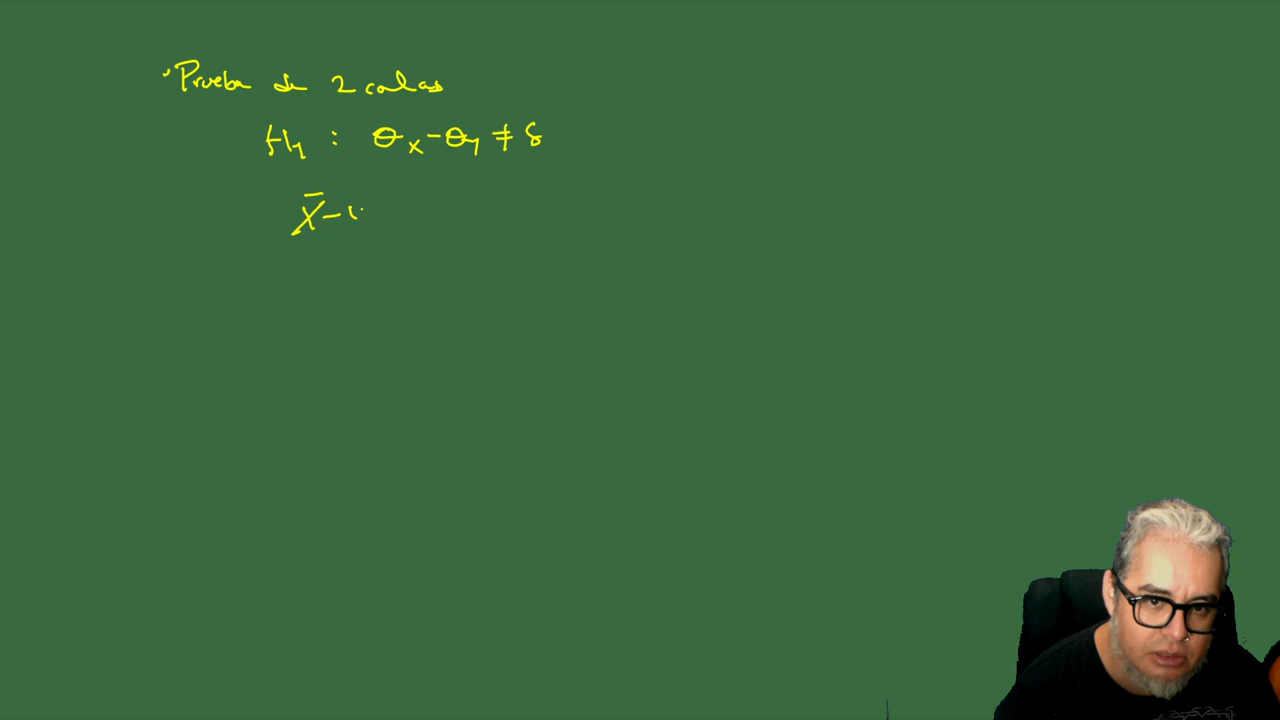 · Prueba de 2 colas
H₁ : θₓ - θᵧ ≠ δ
X̄ -